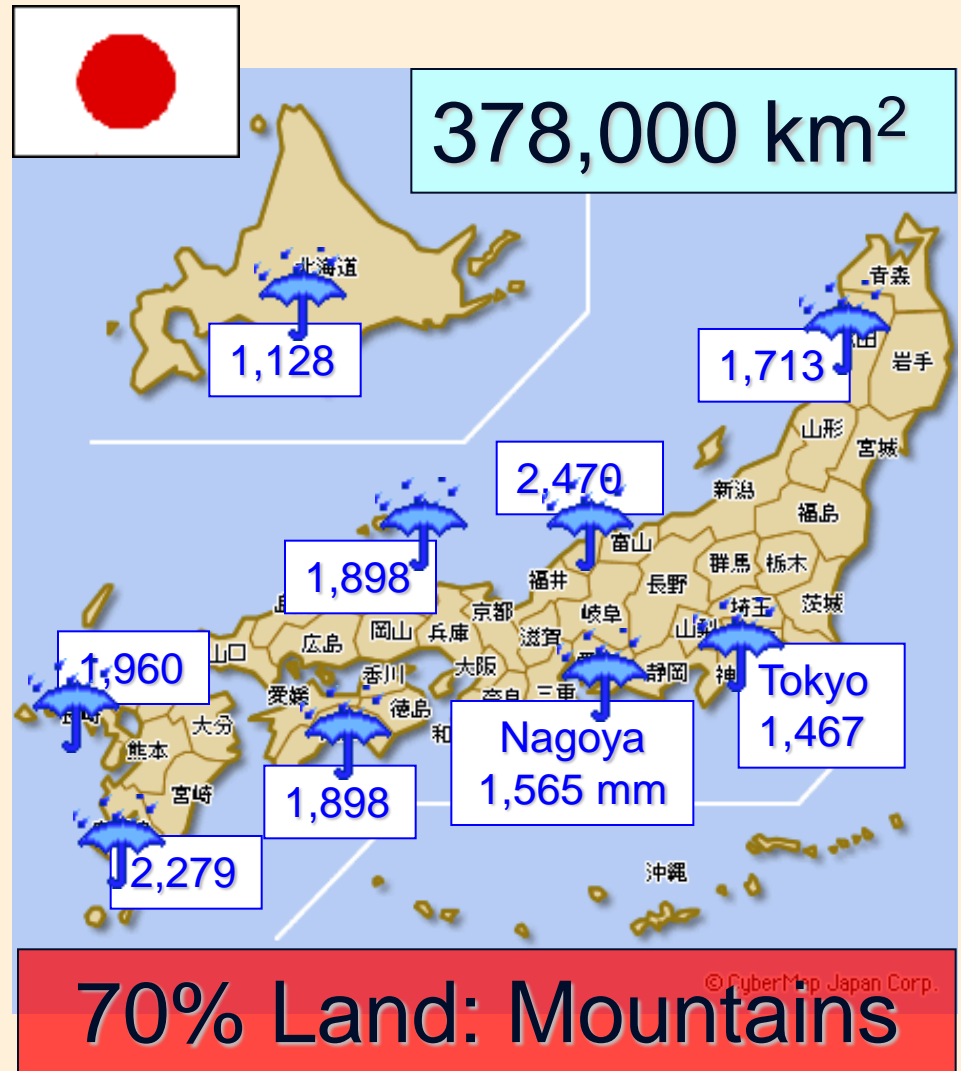 378,000 km²
北海道
1,128
青森
1,713
岩手
山形
宮城
2,470
新潟
福島
富山
1,898
群馬 栃木
福井
長野
京都
岐阜
埼玉
茨城
広島
岡山
兵庫
滋賀
山梨
1,960
山口
香川
大阪
静岡
愛媛
徳島
三重
Tokyo
1,467
大分
熊本
Nagoya
1,565 mm
宮崎
1,898
2,279
沖縄
© CyberMap Japan Corp.
70% Land: Mountains